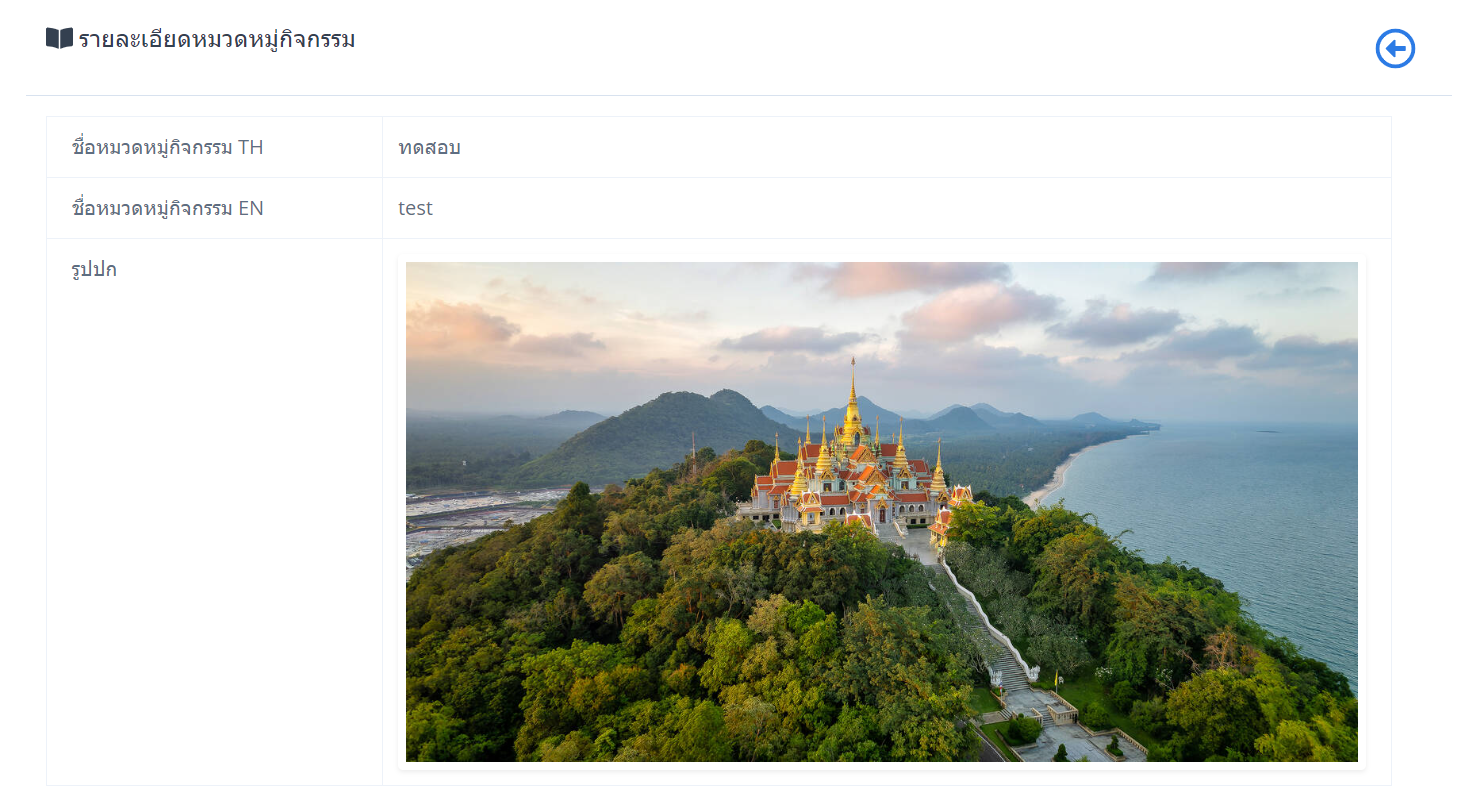 รายละเอียดหมวดหมู่กิจกรรม
ชื่อหมวดหมู่กิจกรรม TH ทดสอบ
ชื่อหมวดหมู่กิจกรรม EN test
รูปปก